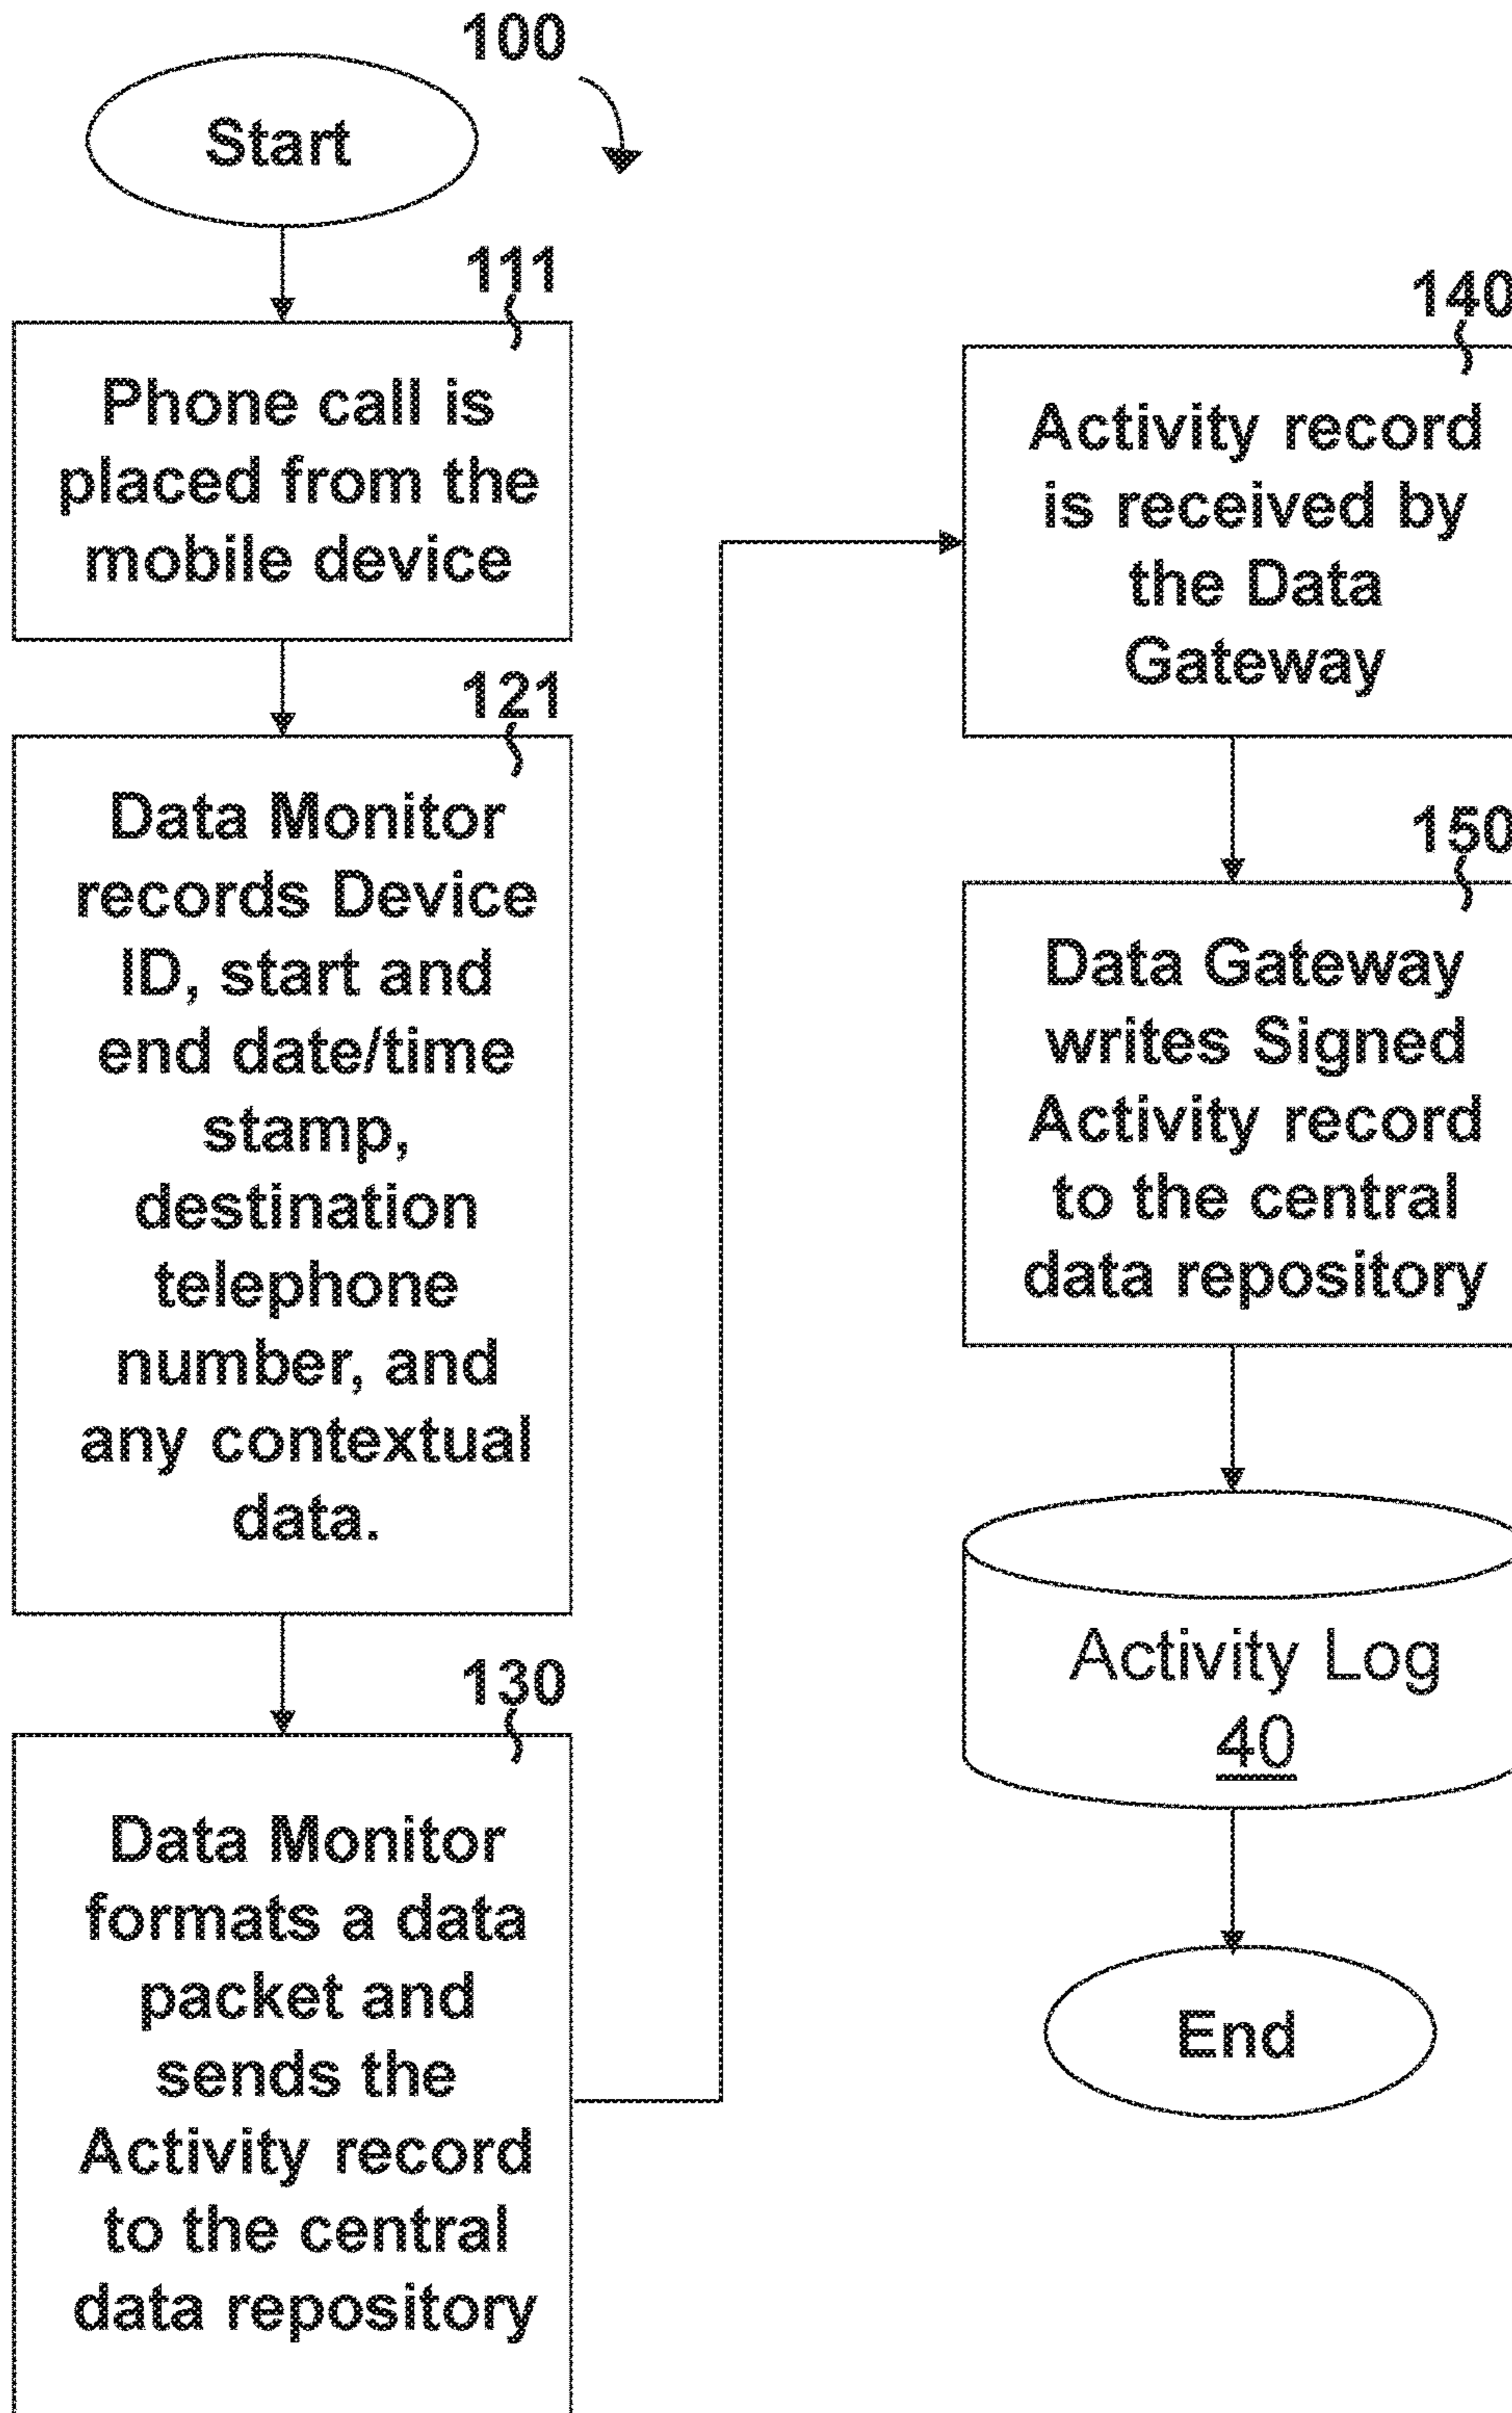 100
Start
111
Phone call is
placed from the
mobile device
121
Data Monitor
records Device
ID, start and
end date/time
stamp,
destination
telephone
number, and
any contextual
data.
130
Data Monitor
formats a data
packet and
sends the
Activity record
to the central
data repository
140
Activity record
is received by
the Data
Gateway
150
Data Gateway
writes Signed
Activity record
to the central
data repository
Activity Log
40
End